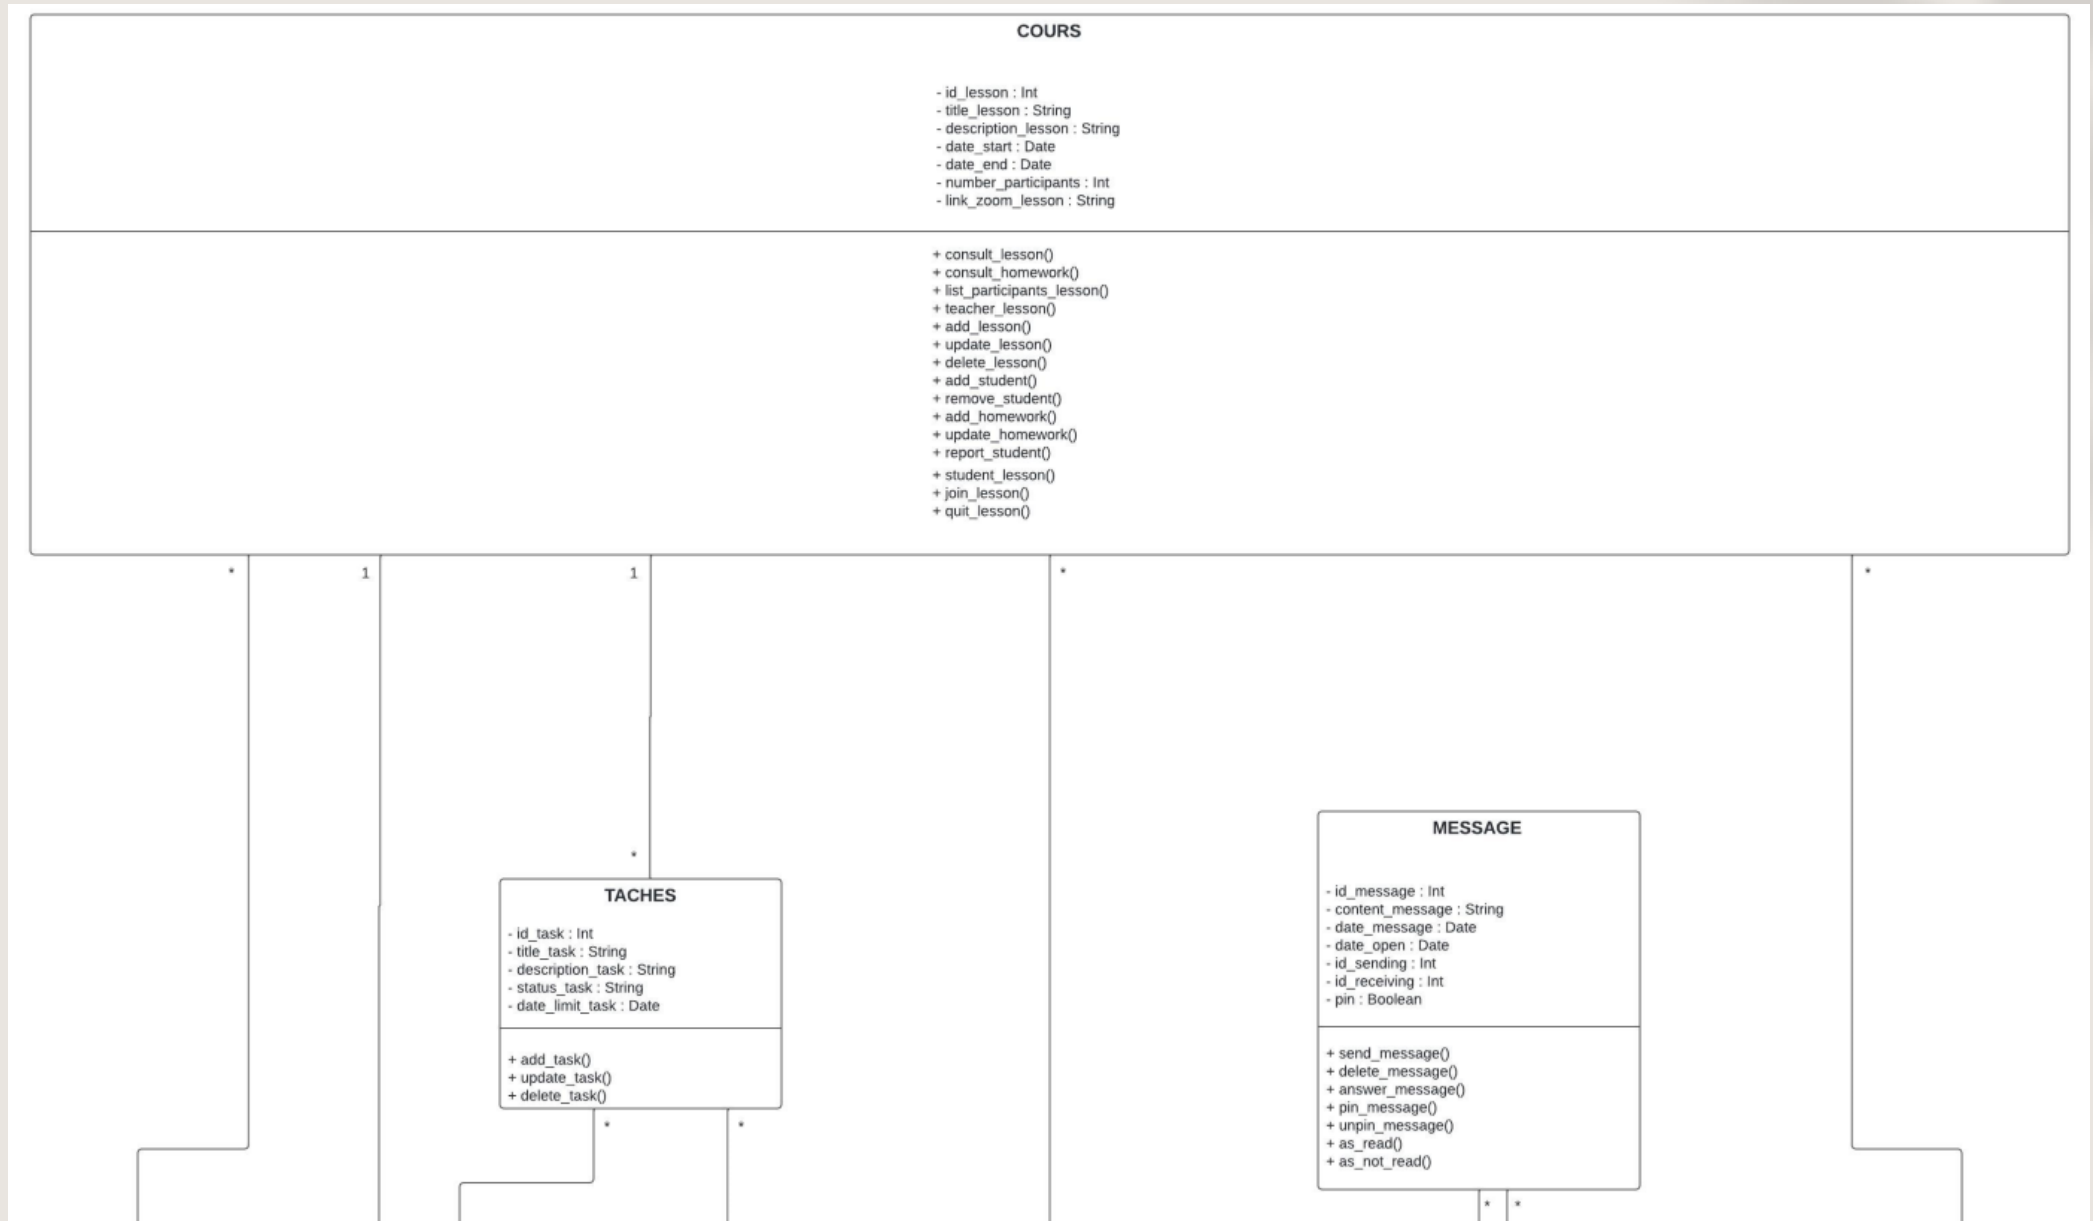 COURS
- id_lesson : Int
- title_lesson : String
- description_lesson : String
- date_start : Date
- date_end : Date
- number_participants : Int
- link_zoom_lesson : String
+ consult_lesson()
+ consult_homework()
+ list_participants_lesson()
+ teacher_lesson()
+ add_lesson()
+ update_lesson()
+ delete_lesson()
+ add_student()
+ remove_student()
+ add_homework()
+ update_homework()
+ report_student()
+ student_lesson()
+ join_lesson()
+ quit_lesson()
* 1 1 * *
*
TACHES
- id_task : Int
- title_task : String
- description_task : String
- status_task : String
- date_limit_task : Date
+ add_task()
+ update_task()
+ delete_task()
* *
MESSAGE
- id_message : Int
- content_message : String
- date_message : Date
- date_open : Date
- id_sending : Int
- id_receiving : Int
- pin : Boolean
+ send_message()
+ delete_message()
+ answer_message()
+ pin_message()
+ unpin_message()
+ as_read()
+ as_not_read()
* *